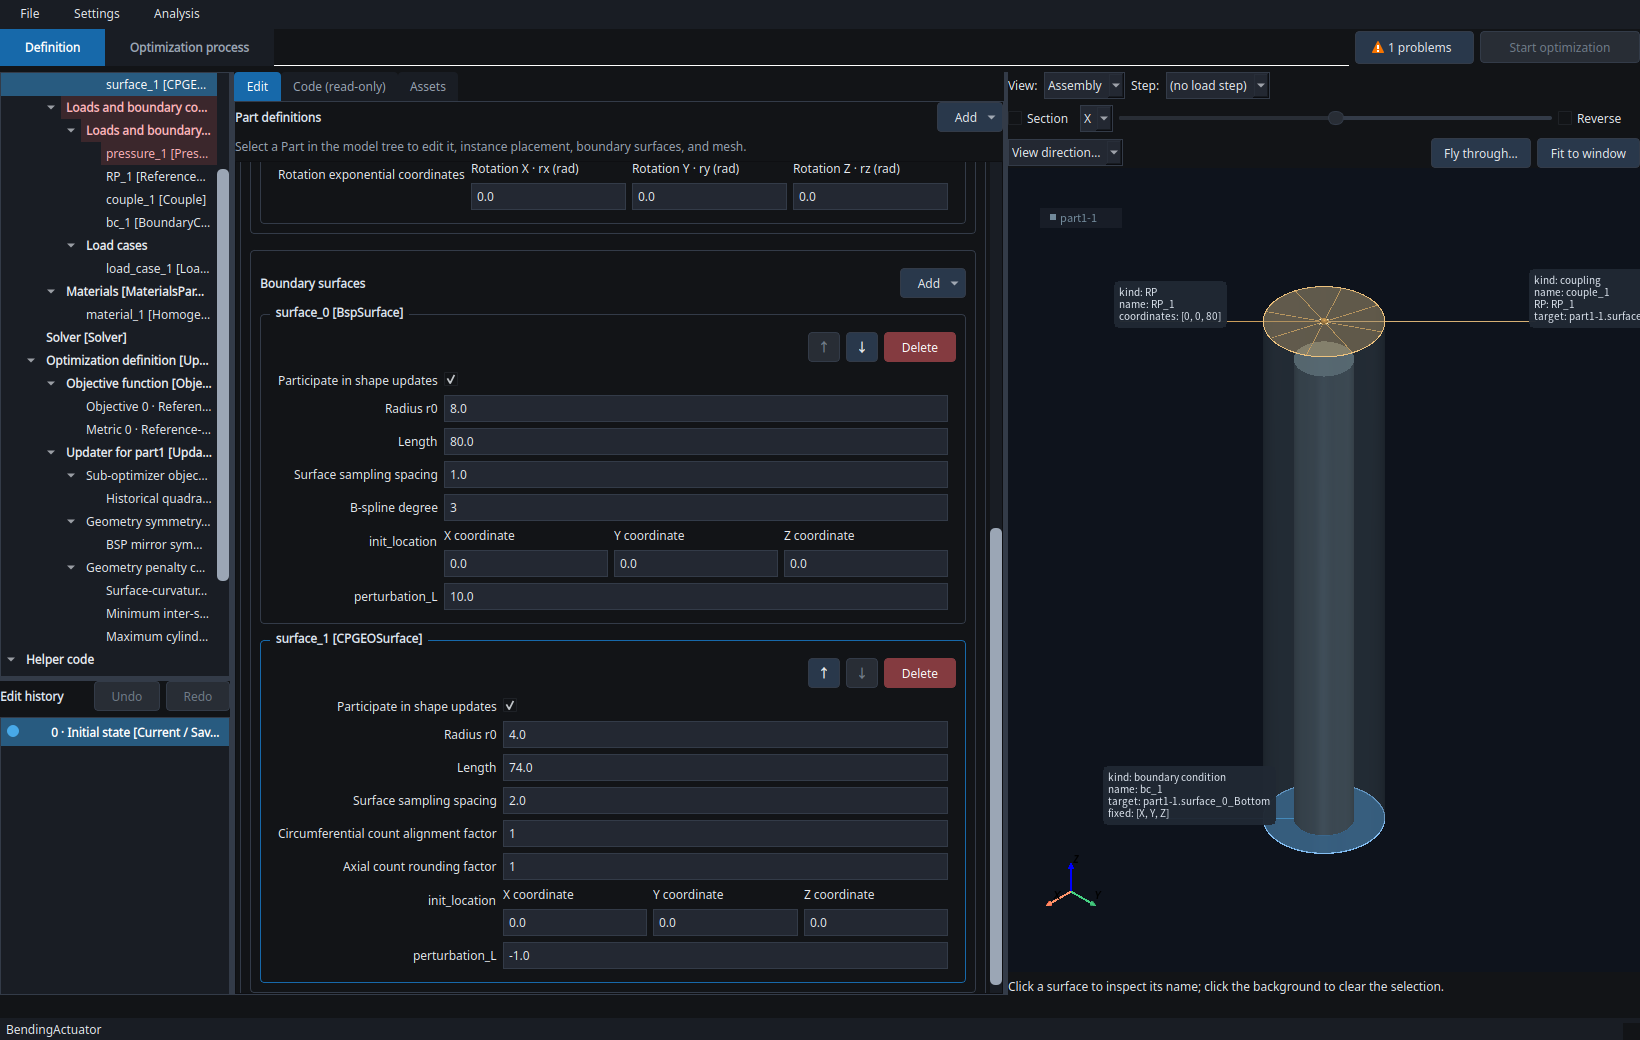 File Settings Analysis
Definition Optimization process 1 problems Start optimization
surface_1 [CPGE...
Loads and boundary co...
Loads and boundary...
pressure_1 [Pres...
RP_1 [Reference...
couple_1 [Couple]
bc_1 [BoundaryC...
Load cases
load_case_1 [Loa...
Materials [MaterialsPar...
material_1 [Homoge...
Solver [Solver]
Optimization definition [Up...
Objective function [Obje...
Objective 0 · Referen...
Metric 0 · Reference-...
Updater for part1 [Upda...
Sub-optimizer objec...
Historical quadra...
Geometry symmetry...
BSP mirror sym...
Geometry penalty c...
Surface-curvatur...
Minimum inter-s...
Maximum cylind...
Helper code
Edit history Undo Redo
0 · Initial state [Current / Sav...
Edit Code (read-only) Assets
Part definitions Add
Select a Part in the model tree to edit it, instance placement, boundary surfaces, and mesh.
Rotation exponential coordinates
Rotation X · rx (rad) Rotation Y · ry (rad) Rotation Z · rz (rad)
0.0 0.0 0.0
Boundary surfaces Add
surface_0 [BspSurface]
↑ ↓ Delete
Participate in shape updates ✓
Radius r0 8.0
Length 80.0
Surface sampling spacing 1.0
B-spline degree 3
init_location
X coordinate Y coordinate Z coordinate
0.0 0.0 0.0
perturbation_L 10.0
surface_1 [CPGEOSurface]
↑ ↓ Delete
Participate in shape updates ✓
Radius r0 4.0
Length 74.0
Surface sampling spacing 2.0
Circumferential count alignment factor 1
Axial count rounding factor 1
init_location
X coordinate Y coordinate Z coordinate
0.0 0.0 0.0
perturbation_L -1.0
View: Assembly Step: (no load step)
Section X Reverse
View direction... Fly through... Fit to window
part1-1
kind: RP
name: RP_1
coordinates: [0, 0, 80]
kind: coupling
name: couple_1
RP: RP_1
target: part1-1.surface
kind: boundary condition
name: bc_1
target: part1-1.surface_0_Bottom
fixed: [X, Y, Z]
Z
Y
Click a surface to inspect its name; click the background to clear the selection.
BendingActuator